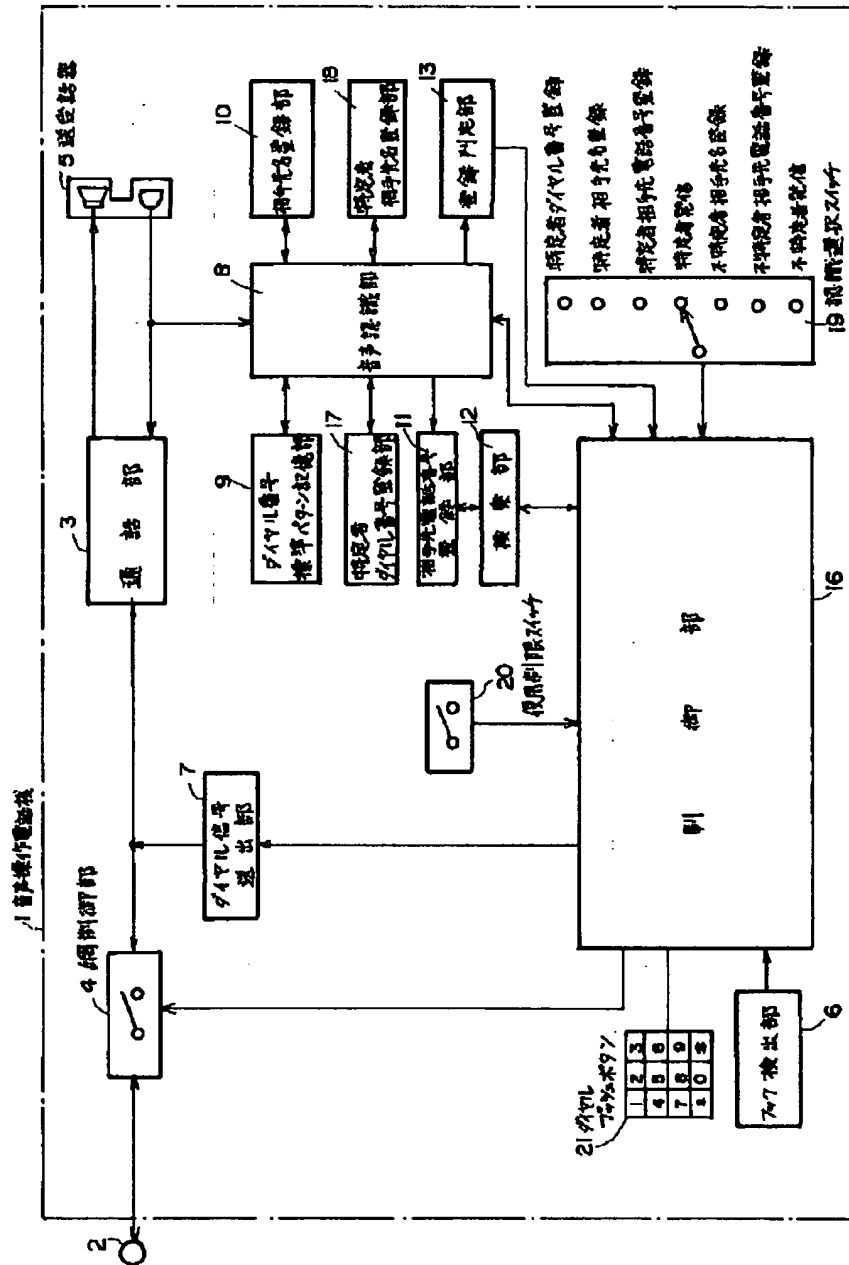 1 音声操作電話機
2
3
通話部
4 網制御部
5 送受話器
7
ダイヤル信号
送出部
8
音声認識部
9
ダイヤル番号
標準パターン記憶部
17
特定者
ダイヤル番号登録部
11
相手先電話番号
登録部
12
検索部
10
相手先名登録部
18
特定者
相手先名登録部
13
登録判定部
特定者ダイヤル番号登録
特定者相手先名登録
特定者相手先電話番号登録
特定者発信
不特定者相手先名登録
不特定者相手先電話番号登録
不特定者発信
19 認識選択スイッチ
20
使用制限スイッチ
16
制御部
21 ダイヤル
プッシュボタン
1 2 3
4 5 6
7 8 9
* 0 #
フック検出部
6